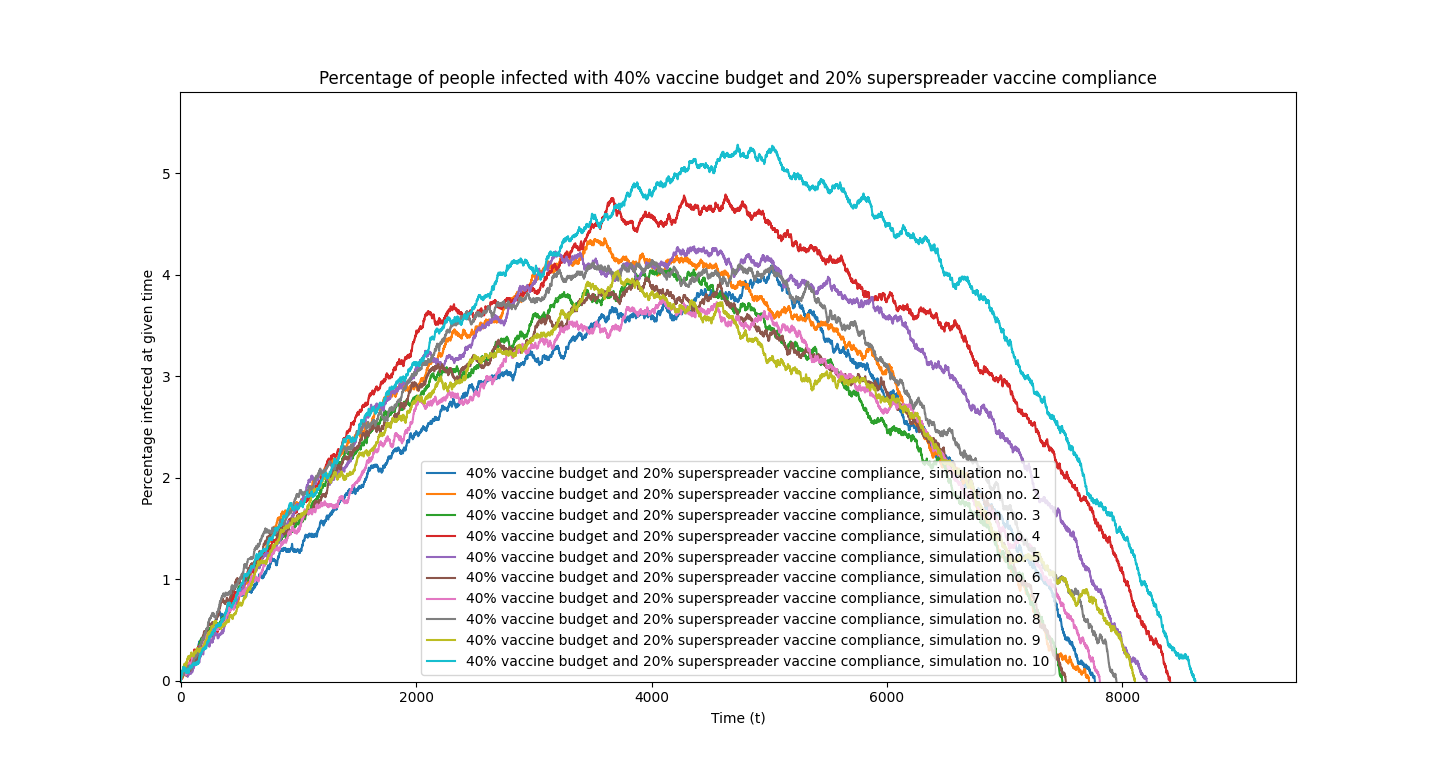 Percentage of people infected with 40% vaccine budget and 20% superspreader vaccine compliance
Percentage infected at given time
5
4
3
2
1
0
40% vaccine budget and 20% superspreader vaccine compliance, simulation no. 1
40% vaccine budget and 20% superspreader vaccine compliance, simulation no. 2
40% vaccine budget and 20% superspreader vaccine compliance, simulation no. 3
40% vaccine budget and 20% superspreader vaccine compliance, simulation no. 4
40% vaccine budget and 20% superspreader vaccine compliance, simulation no. 5
40% vaccine budget and 20% superspreader vaccine compliance, simulation no. 6
40% vaccine budget and 20% superspreader vaccine compliance, simulation no. 7
40% vaccine budget and 20% superspreader vaccine compliance, simulation no. 8
40% vaccine budget and 20% superspreader vaccine compliance, simulation no. 9
40% vaccine budget and 20% superspreader vaccine compliance, simulation no. 10
0 2000 4000 6000 8000
Time (t)